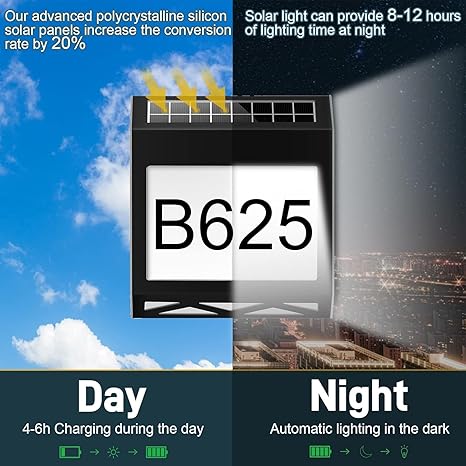 Our advanced polycrystalline silicon
solar panels increase the conversion
rate by 20%
Solar light can provide 8-12 hours
of lighting time at night
B625
Day
4-6h Charging during the day
Night
Automatic lighting in the dark